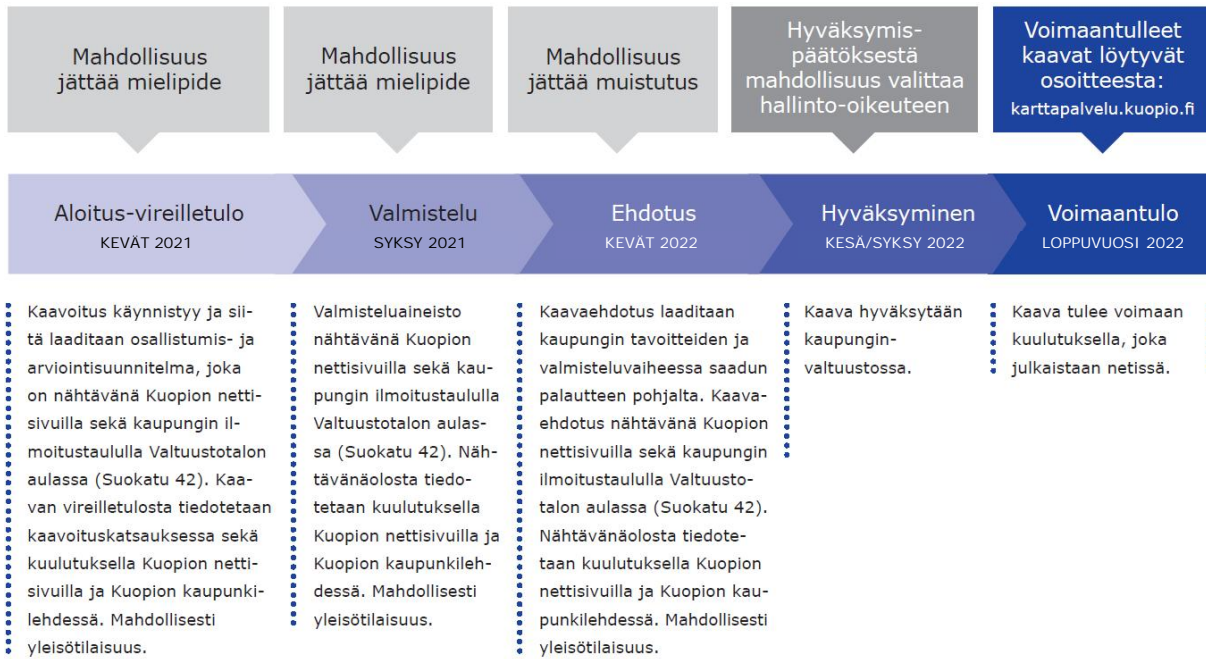 Mahdollisuus
jättää mielipide
Mahdollisuus
jättää mielipide
Mahdollisuus
jättää muistutus
Hyväksymis-
päätöksestä
mahdollisuus valittaa
hallinto-oikeuteen
Voimaantulleet
kaavat löytyvät
osoitteesta:
karttapalvelu.kuopio.fi
Aloitus-vireilletulo
KEVÄT 2021
Valmistelu
SYKSY 2021
Ehdotus
KEVÄT 2022
Hyväksyminen
KESÄ/SYKSY 2022
Voimaantulo
LOPPUVUOSI 2022
Kaavoitus käynnistyy ja sii-
tä laaditaan osallistumis- ja
arviointisuunnitelma, joka
on nähtävänä Kuopion netti-
sivuilla sekä kaupungin il-
moitustaululla Valtuustotalon
aulassa (Suokatu 42). Kaa-
van vireilletulosta tiedotetaan
kaavoituskatsauksessa sekä
kuulutuksella Kuopion netti-
sivuilla ja Kuopion kaupunki-
lehdessä. Mahdollisesti
yleisötilaisuus.
Valmisteluaineisto
nähtävänä Kuopion
nettisivuilla sekä kau-
pungin ilmoitustaululla
Valtuustotalon aulas-
sa (Suokatu 42). Näh-
tävänäolosta tiedo-
tetaan kuulutuksella
Kuopion nettisivuilla ja
Kuopion kaupunkileh-
dessä. Mahdollisesti
yleisötilaisuus.
Kaavaehdotus laaditaan
kaupungin tavoitteiden ja
valmisteluvaiheessa saadun
palautteen pohjalta. Kaava-
ehdotus nähtävänä Kuopion
nettisivuilla sekä kaupungin
ilmoitustaululla Valtuusto-
talon aulassa (Suokatu 42).
Nähtävänäolosta tiedote-
taan kuulutuksella Kuopion
nettisivuilla ja Kuopion kau-
punkilehdessä. Mahdollisesti
yleisötilaisuus.
Kaava hyväksytään
kaupungin-
valtuustossa.
Kaava tulee voimaan
kuulutuksella, joka
julkaistaan netissä.